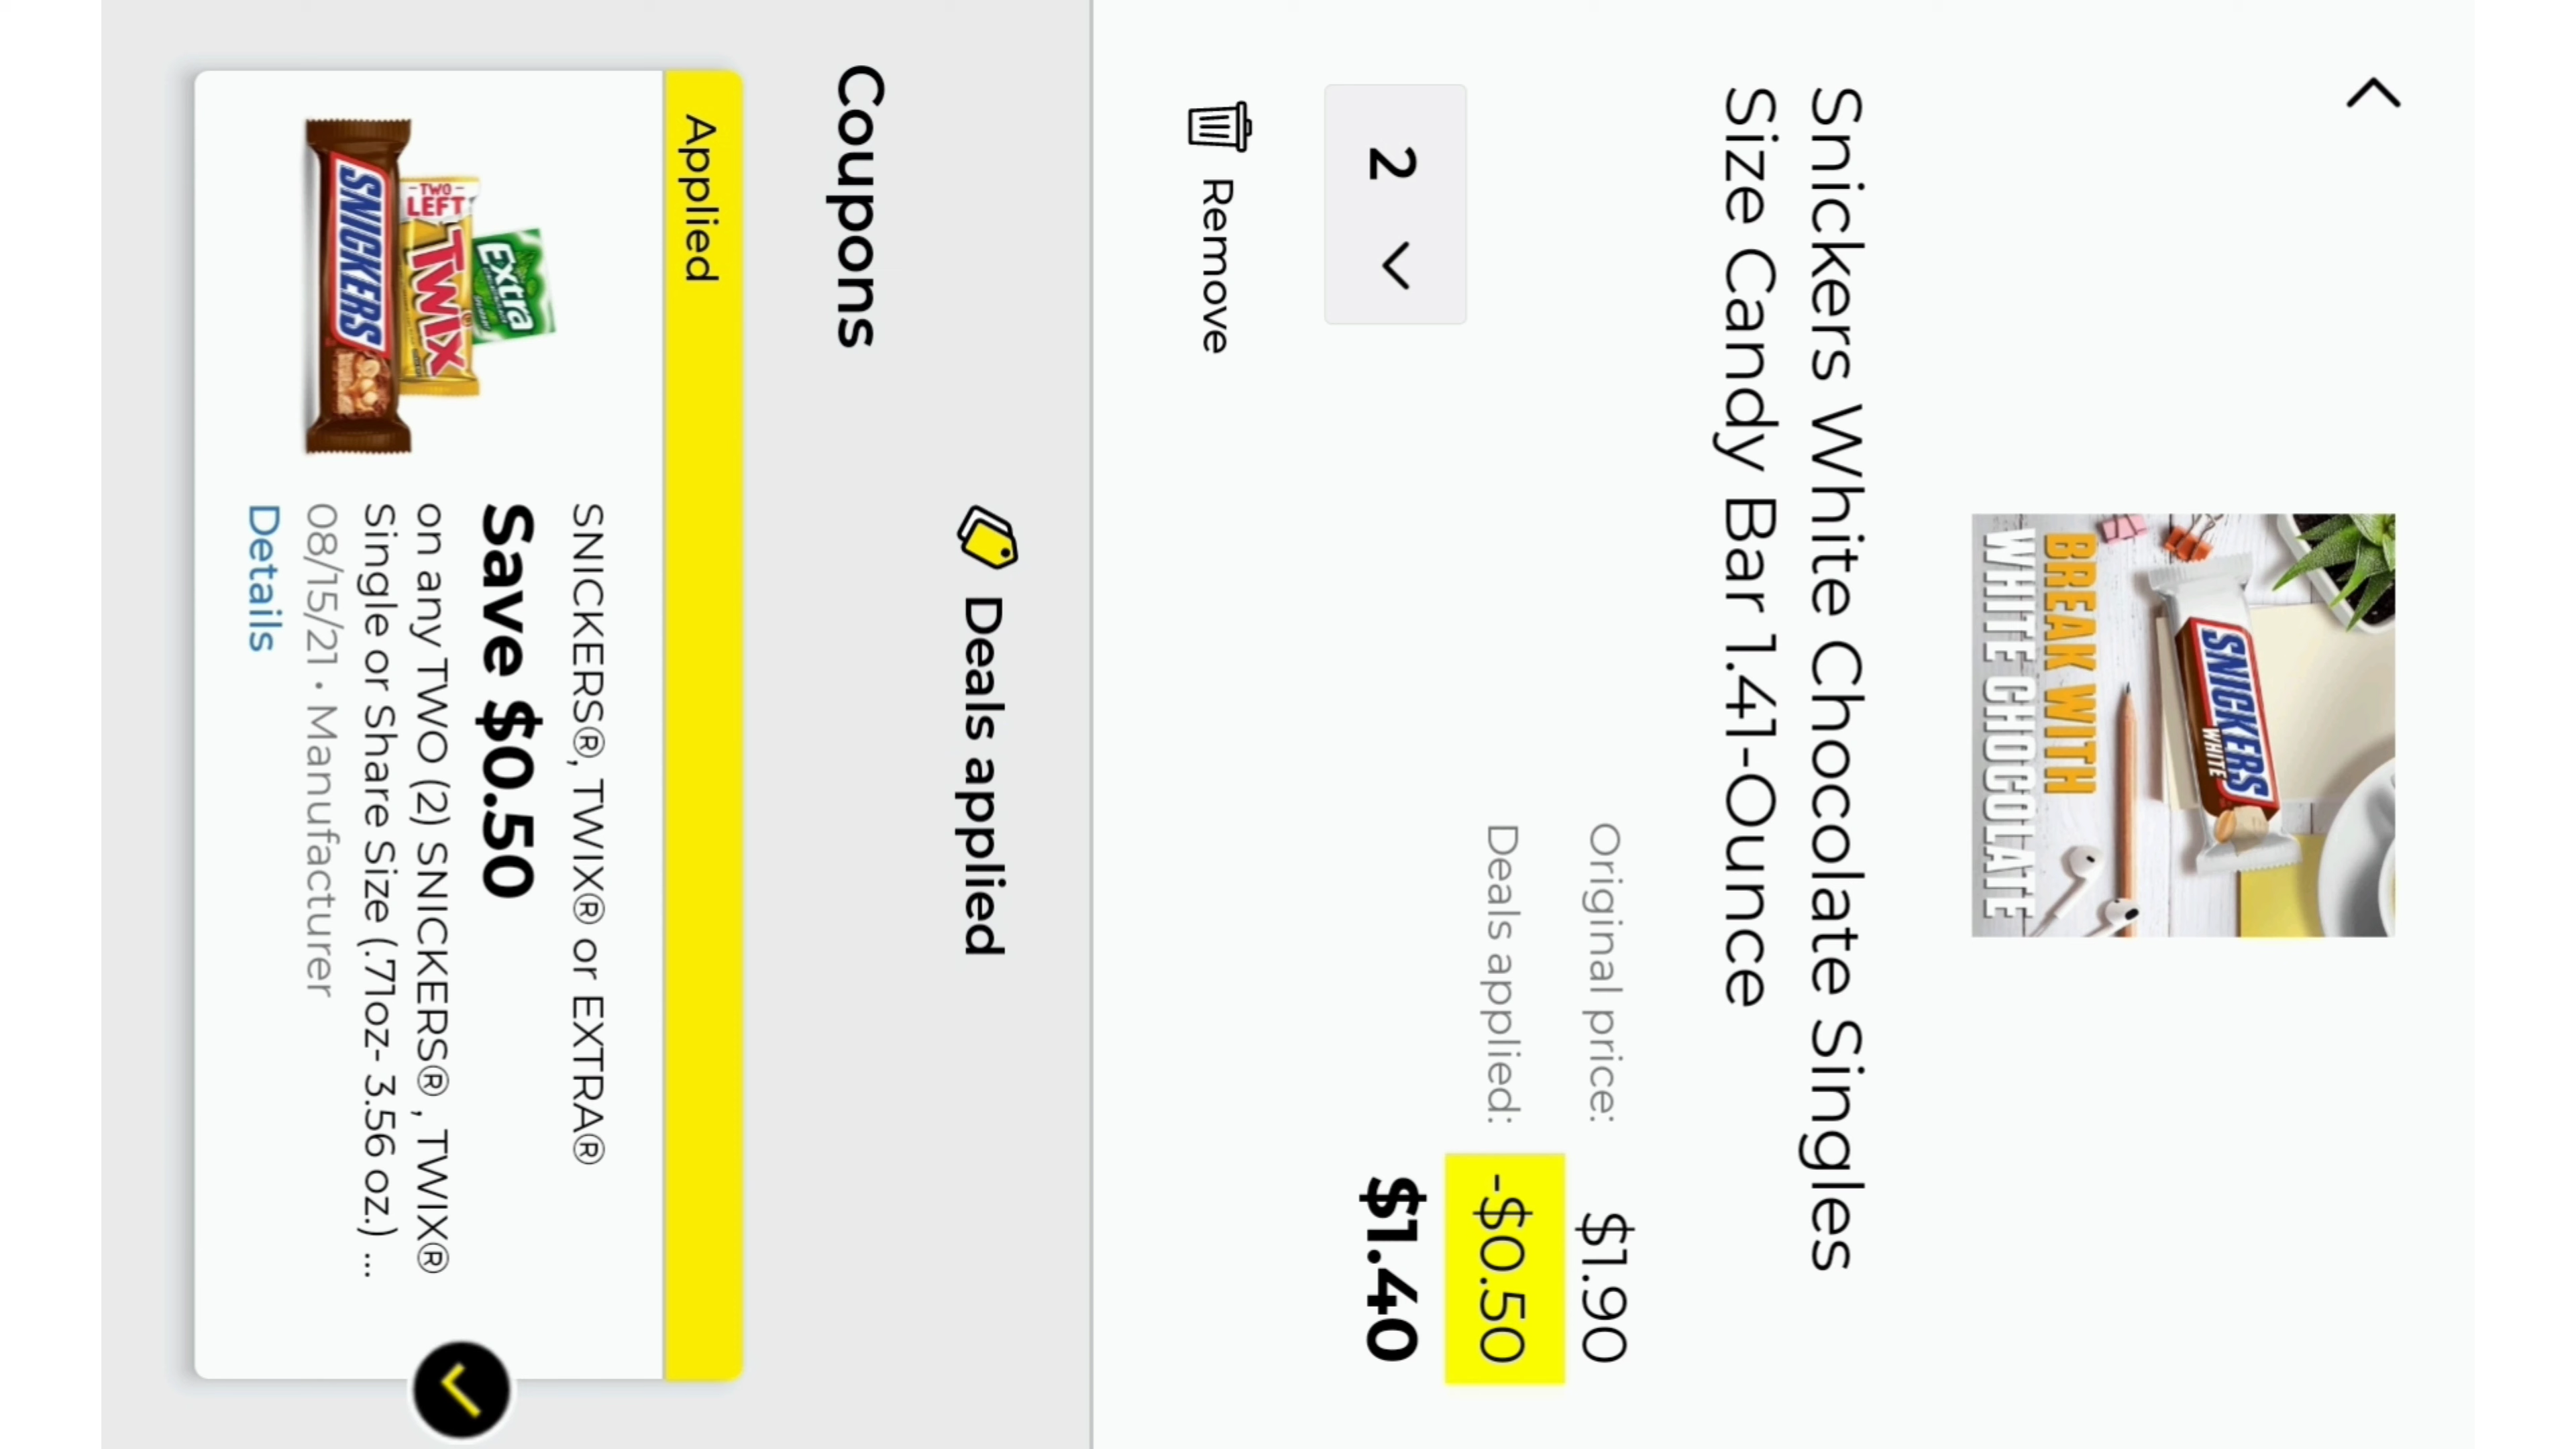 SNICKERS
WHITE
BREAK WITH
WHITE CHOCOLATE
Snickers White Chocolate Singles
Size Candy Bar 1.41-Ounce
Original price: $1.90
Deals applied: -$0.50
2 $1.40
Remove
Deals applied
Coupons
Applied
SNICKERS®, TWIX® or EXTRA®
Save $0.50
on any TWO (2) SNICKERS® , TWIX®
Single or Share Size (.71oz- 3.56 oz.) ...
08/15/21 • Manufacturer
Details
Extra
TWO
LEFT
TWIX
SNICKERS